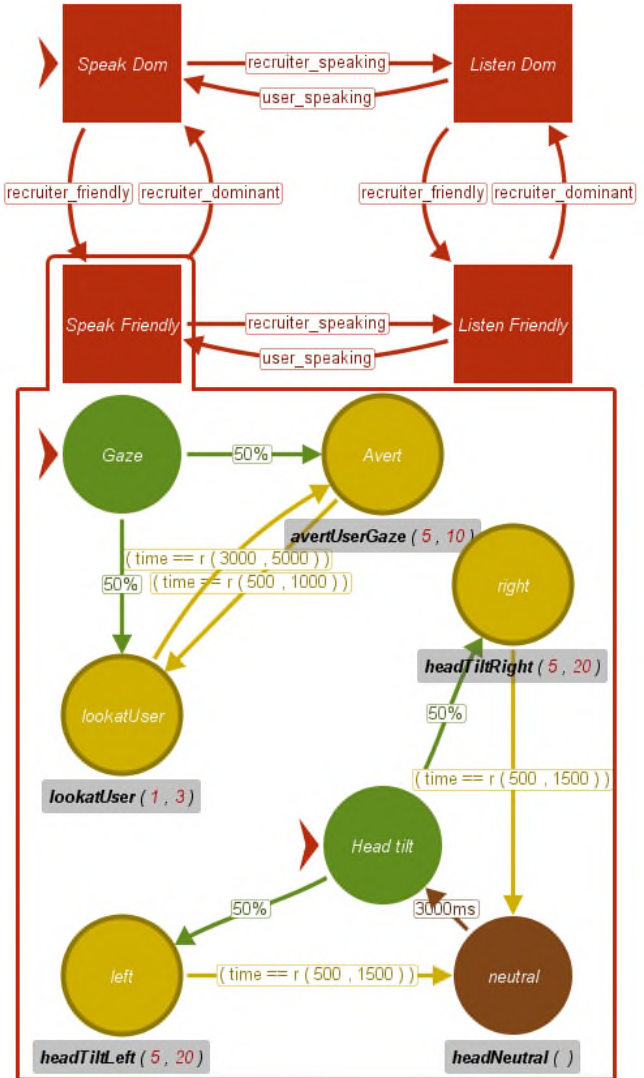 Speak Dom
recruiter_speaking
Listen Dom
user_speaking
recruiter_friendly
recruiter_dominant
recruiter_friendly
recruiter_dominant
Speak Friendly
recruiter_speaking
Listen Friendly
user_speaking
Gaze
50%
Avert
avertUserGaze ( 5 , 10 )
( time == r ( 3000 , 5000 ) )
50%
( time == r ( 500 , 1000 ) )
right
headTiltRight ( 5 , 20 )
lookatUser
50%
lookatUser ( 1 , 3 )
( time == r ( 500 , 1500 ) )
Head tilt
50%
3000ms
left
( time == r ( 500 , 1500 ) )
neutral
headTiltLeft ( 5 , 20 )
headNeutral ( )